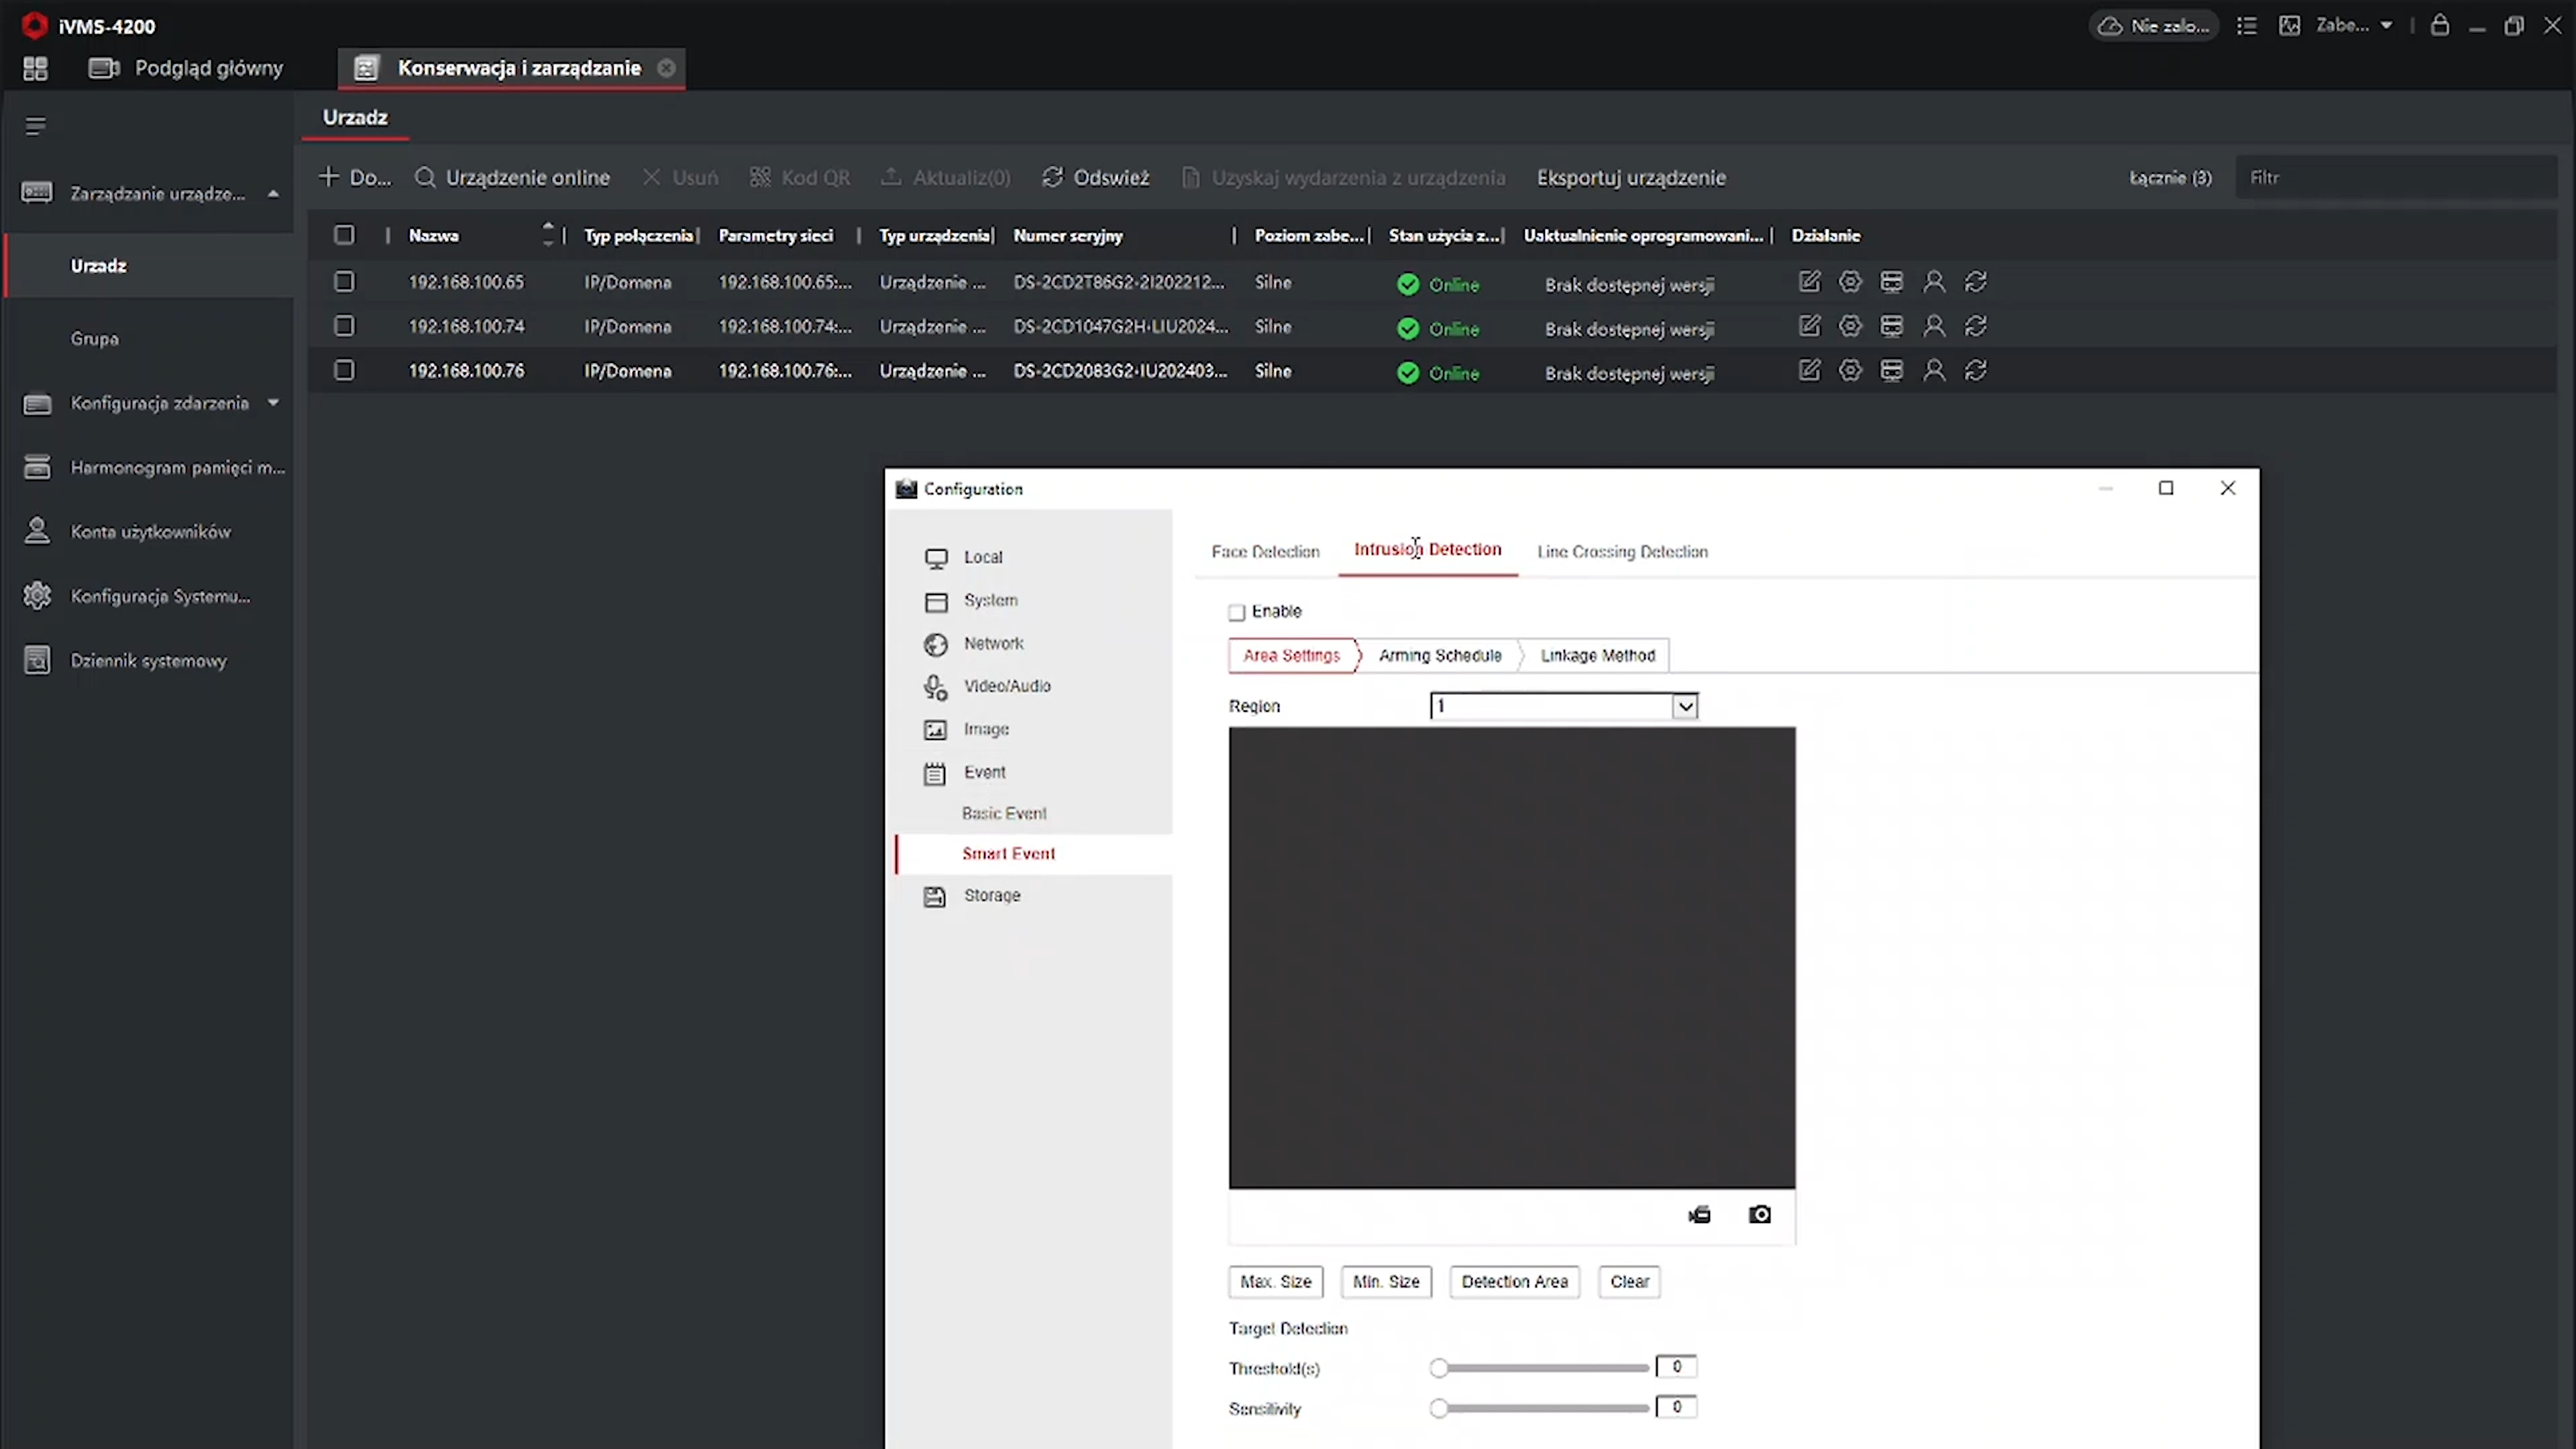 iVMS-4200
Nie zalo...
Zabe...
Podgląd główny
Konserwacja i zarządzanie
Urzadz
Do...
Urządzenie online
Usuń
Kod QR
Aktualiz(0)
Odswież
Uzyskaj wydarzenia z urządzenia
Eksportuj urządzenie
Łącznie (3)
Filtr
Zarządzanie urządze...
Urzadz
Grupa
Konfiguracja zdarzenia
Harmonogram pamięci m...
Konta użytkowników
Konfiguracja Systemu...
Dziennik systemowy
Nazwa | Typ połączenia | Parametry sieci | Typ urządzenia | Numer seryjny | Poziom zabe... | Stan użycia z... | Uaktualnienie oprogramowani... | Działanie
192.168.100.65 IP/Domena 192.168.100.65:... Urządzenie ... DS-2CD2T86G2-2I202212... Silne Online Brak dostępnej wersji
192.168.100.74 IP/Domena 192.168.100.74:... Urządzenie ... DS-2CD1047G2H-LIU2024... Silne Online Brak dostępnej wersji
192.168.100.76 IP/Domena 192.168.100.76:... Urządzenie ... DS-2CD2083G2-IU202403... Silne Online Brak dostępnej wersji
Configuration
Local
System
Network
Video/Audio
Image
Event
Basic Event
Smart Event
Storage
Face Detection
Intrusion Detection
Line Crossing Detection
Enable
Area Settings
Arming Schedule
Linkage Method
Region 1
Max. Size
Min. Size
Detection Area
Clear
Target Detection
Threshold(s) 0
Sensitivity 0